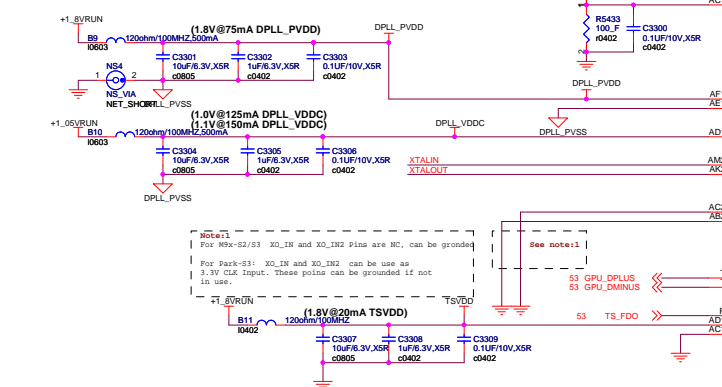 AC
+1_8VRUN
(1.8V@75mA DPLL_PVDD)
DPLL_PVDD
R5433
100_F
r0402
C3300
0.1UF/10V,X5R
c0402
B9
120ohm/100MHZ,500mA
l0603
C3301
10uF/6.3V,X5R
c0805
C3302
1uF/6.3V,X5R
c0402
C3303
0.1UF/10V,X5R
c0402
2
NS4
1 2
NS_VIA
NET_SHORT
DPLL_PVSS
DPLL_PVDD
AF
AE
+1_05VRUN
(1.0V@125mA DPLL_VDDC)
(1.1V@150mA DPLL_VDDC)
DPLL_VDDC
DPLL_PVSS
B10
120ohm/100MHZ,500mA
l0603
AD
C3304
10uF/6.3V,X5R
c0805
C3305
1uF/6.3V,X5R
c0402
C3306
0.1UF/10V,X5R
c0402
XTALIN
XTALOUT
AM
AK
DPLL_PVSS
AC
AB
Note:1
For M9x-S2/S3 XO_IN and XO_IN2 Pins are NC, can be gronded
For Park-S3: XO_IN and XO_IN2 can be use as
3.3V CLK Input. These poins can be grounded if not
in use.
See note:1
53 GPU_DPLUS
53 GPU_DMINUS
+1_8VRUN
(1.8V@20mA TSVDD)
TSVDD
B11
120ohm/100MHZ
l0402
53 TS_FDO
AD
AC
C3307
10uF/6.3V,X5R
c0805
C3308
1uF/6.3V,X5R
c0402
C3309
0.1UF/10V,X5R
c0402